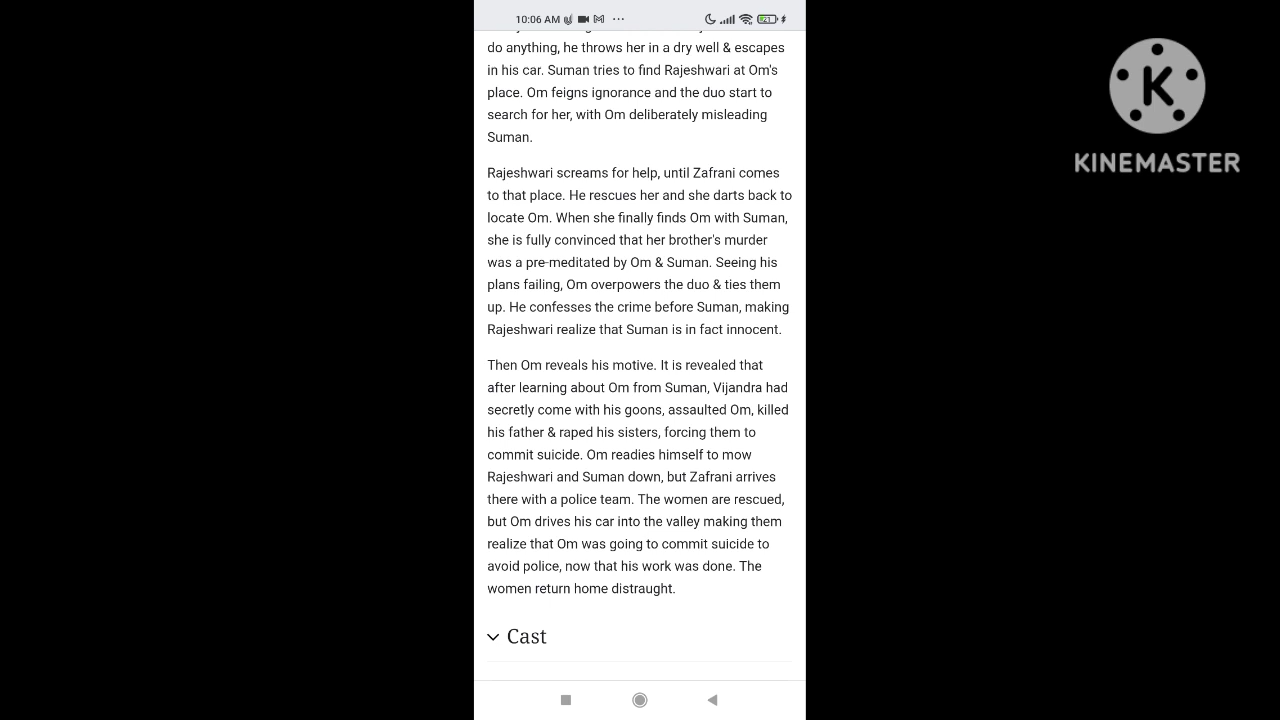 10:06 AM
21
do anything, he throws her in a dry well & escapes
in his car. Suman tries to find Rajeshwari at Om's
place. Om feigns ignorance and the duo start to
search for her, with Om deliberately misleading
Suman.
Rajeshwari screams for help, until Zafrani comes
to that place. He rescues her and she darts back to
locate Om. When she finally finds Om with Suman,
she is fully convinced that her brother's murder
was a pre-meditated by Om & Suman. Seeing his
plans failing, Om overpowers the duo & ties them
up. He confesses the crime before Suman, making
Rajeshwari realize that Suman is in fact innocent.
Then Om reveals his motive. It is revealed that
after learning about Om from Suman, Vijandra had
secretly come with his goons, assaulted Om, killed
his father & raped his sisters, forcing them to
commit suicide. Om readies himself to mow
Rajeshwari and Suman down, but Zafrani arrives
there with a police team. The women are rescued,
but Om drives his car into the valley making them
realize that Om was going to commit suicide to
avoid police, now that his work was done. The
women return home distraught.
Cast
K
KINEMASTER